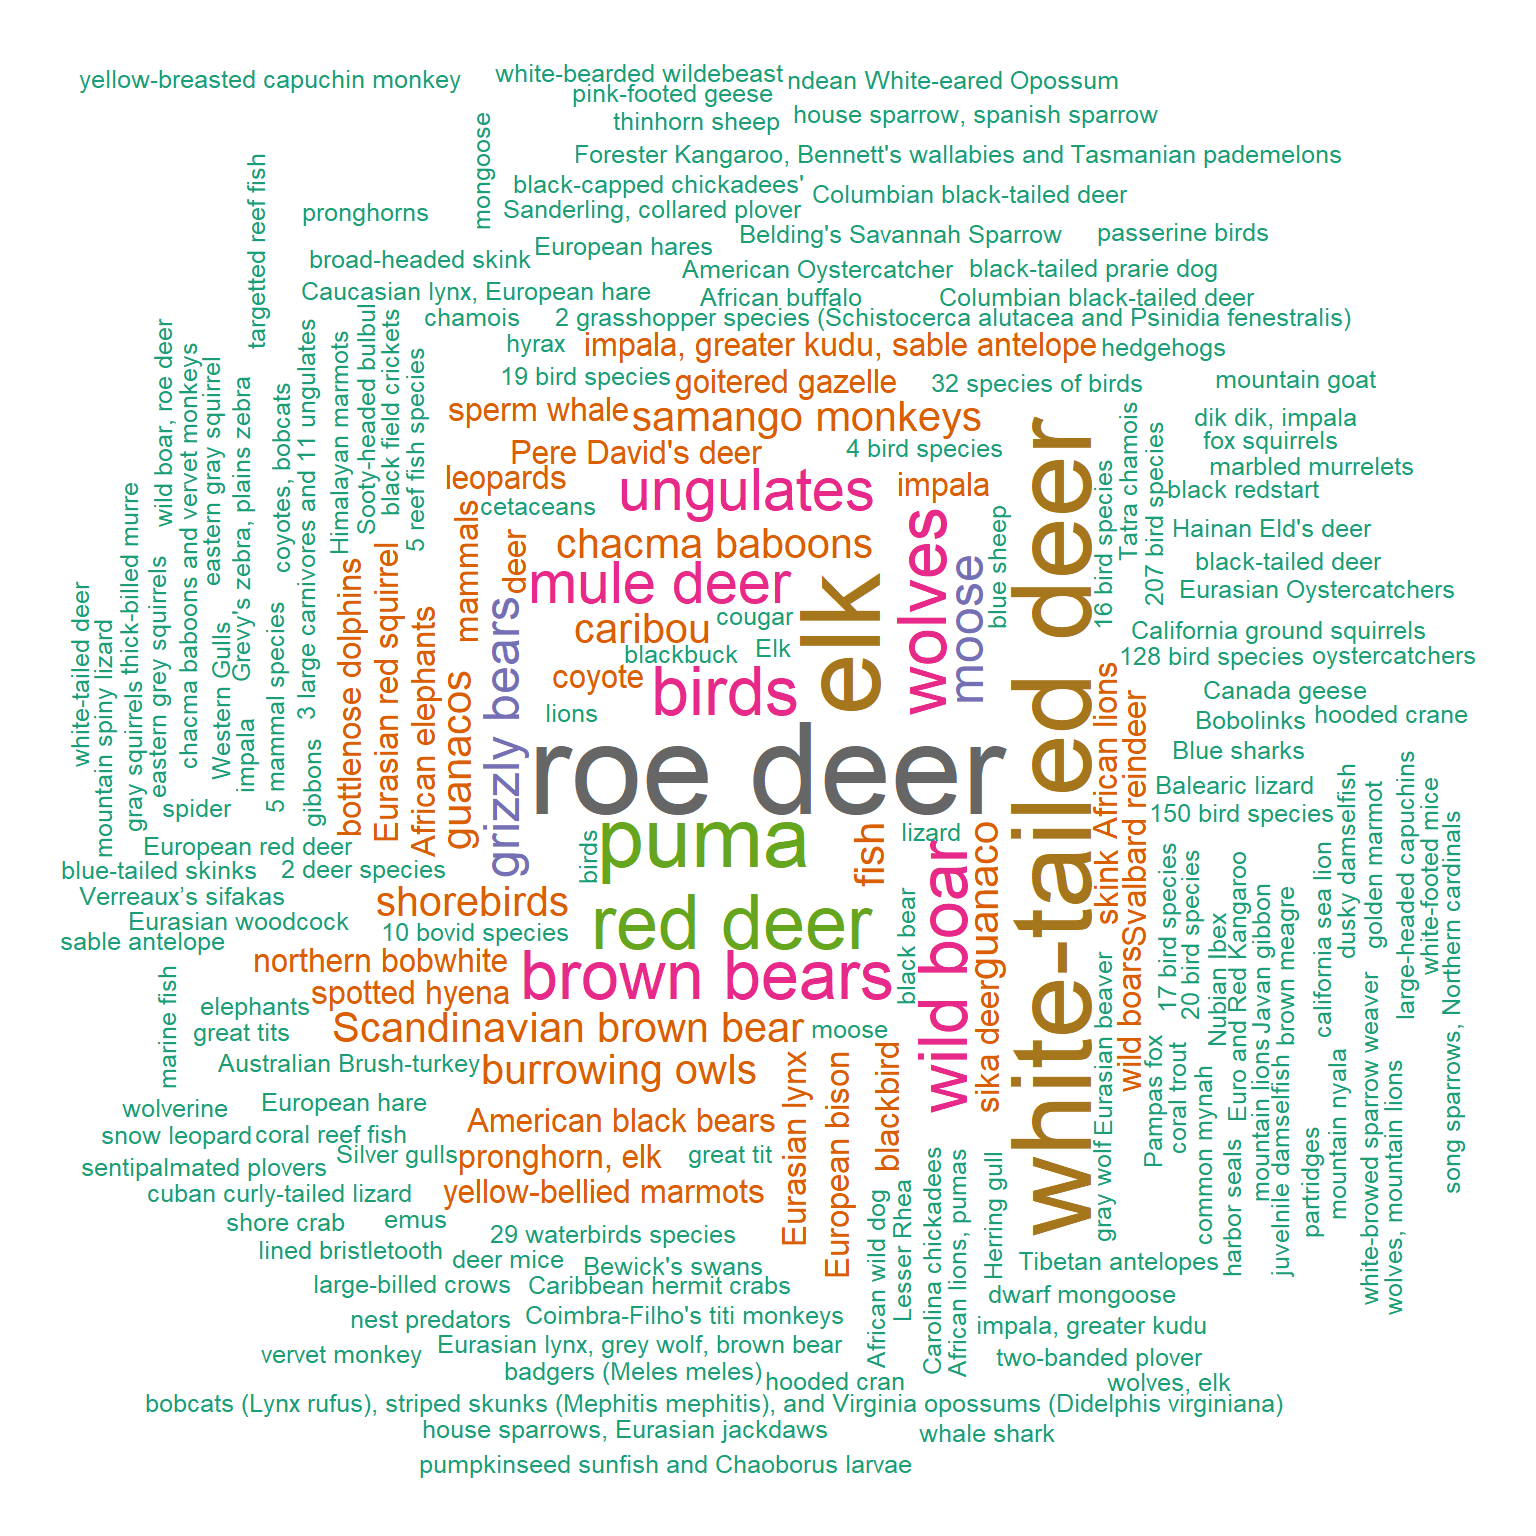 yellow-breasted capuchin monkey
white-bearded wildebeast
ndean White-eared Opossum
pink-footed geese
thinhorn sheep
house sparrow, spanish sparrow
mongoose
Forester Kangaroo, Bennett's wallabies and Tasmanian pademelons
targetted reef fish
black-capped chickadees'
Columbian black-tailed deer
pronghorns
Sanderling, collared plover
European hares
Belding's Savannah Sparrow
passerine birds
broad-headed skink
American Oystercatcher
black-tailed prarie dog
Caucasian lynx, European hare
African buffalo
Columbian black-tailed deer
chamois
2 grasshopper species (Schistocerca alutacea and Psinidia fenestralis)
hyrax
impala, greater kudu, sable antelope
hedgehogs
19 bird species
goitered gazelle
32 species of birds
mountain goat
sperm whale
samango monkeys
dik dik, impala
fox squirrels
Pere David's deer
4 bird species
marbled murrelets
leopards
ungulates
impala
black redstart
cetaceans
chacma baboons
Hainan Eld's deer
mule deer
black-tailed deer
Eurasian Oystercatchers
caribou
cougar
California ground squirrels
blackbuck
Elk
128 bird species
oystercatchers
coyote
birds
Canada geese
lions
Bobolinks
hooded crane
Blue sharks
roe deer
Balearic lizard
spider
150 bird species
European red deer
puma
lizard
blue-tailed skinks
2 deer species
Verreaux’s sifakas
shorebirds
red deer
Eurasian woodcock
10 bovid species
sable antelope
northern bobwhite
brown bears
spotted hyena
elephants
great tits
Scandinavian brown bear
moose
Australian Brush-turkey
burrowing owls
wolverine
European hare
snow leopard
coral reef fish
American black bears
sentipalmated plovers
Silver gulls
pronghorn, elk
great tit
cuban curly-tailed lizard
yellow-bellied marmots
shore crab
emus
29 waterbirds species
lined bristletooth
deer mice
Bewick's swans
Tibetan antelopes
large-billed crows
Caribbean hermit crabs
dwarf mongoose
nest predators
Coimbra-Filho's titi monkeys
impala, greater kudu
vervet monkey
Eurasian lynx, grey wolf, brown bear
two-banded plover
badgers (Meles meles)
hooded cran
wolves, elk
bobcats (Lynx rufus), striped skunks (Mephitis mephitis), and Virginia opossums (Didelphis virginiana)
house sparrows, Eurasian jackdaws
whale shark
pumpkinseed sunfish and Chaoborus larvae
white-tailed deer
mountain spiny lizard
gray squirrels
thick-billed murre
eastern grey squirrels
wild boar, roe deer
chacma baboons and vervet monkeys
eastern gray squirrel
Western Gulls
Grevy's zebra, plains zebra
impala
coyotes, bobcats
5 mammal species
3 large carnivores and 11 ungulates
gibbons
Himalayan marmots
Sooty-headed bulbul
black field crickets
5 reef fish species
bottlenose dolphins
Eurasian red squirrel
African elephants
guanacos
mammals
grizzly bears
deer
birds
marine fish
elk
wolves
moose
blue sheep
white-tailed deer
16 bird species
Tatra chamois
207 bird species
fish
guanaco
wild boar
black bear
sika deer
skink
African lions
Svalbard reindeer
wild boars
Eurasian beaver
gray wolf
17 bird species
20 bird species
Pampas fox
coral trout
Nubian Ibex
common mynah
Euro and Red Kangaroo
harbor seals
Javan gibbon
mountain lions
brown meagre
juvelnile damselfish
california sea lion
partridges
dusky damselfish
mountain nyala
golden marmot
white-browed sparrow weaver
large-headed capuchins
wolves, mountain lions
white-footed mice
song sparrows, Northern cardinals
Eurasian lynx
European bison
blackbird
African wild dog
Lesser Rhea
Carolina chickadees
African lions, pumas
Herring gull